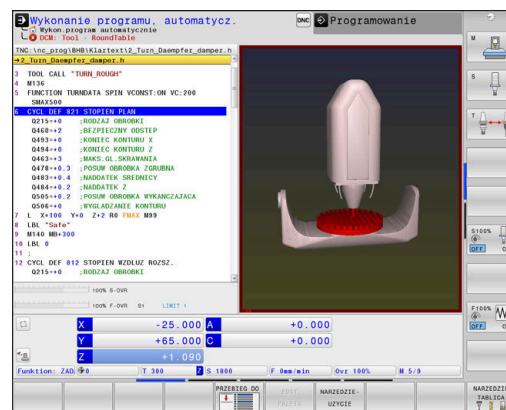 Wykonanie programu, automatycz.
Wykon.program automatycznie
DCM: Tool - RoundTable
DNC
Programowanie
TNC:\nc_prog\BHB\Klartext\2_Turn_Daempfer_damper.h
→2_Turn_Daempfer_damper.h
3 TOOL CALL "TURN_ROUGH"
4 M136
5 FUNCTION TURNDATA SPIN VCONST:ON VC:200
SMAX500
6 CYCL DEF 821 STOPIEN PLAN
Q215=+0 ;RODZAJ OBROBKI
Q460=+2 ;BEZPIECZNY ODSTEP
Q493=+0 ;KONIEC KONTURU X
Q494=+0 ;KONIEC KONTURU Z
Q463=+3 ;MAKS.GL.SKRAWANIA
Q478=+0.3 ;POSUW OBROBKA ZGRUBNA
Q483=+0.4 ;NADDATEK SREDNICY
Q484=+0.2 ;NADDATEK Z
Q505=+0.2 ;POSUW OBROBKA WYKANCZAJACA
Q506=+0 ;WYGLADZANIE KONTURU
7 L X+100 Y+0 Z+2 R0 FMAX M99
8 LBL "Safe"
9 M140 MB+300
10 LBL 0
11 ;
12 CYCL DEF 812 STOPIEN WZDLUZ ROZSZ.
Q215=+0 ;RODZAJ OBROBKI
100% S-OVR
100% F-OVR S1 LIMIT 1
X -25.000 A +0.000
Y +65.000 C +0.000
Z +1.090
Funktion: ZAD. 0 T 300 Z S 1800 F 0mm/min Ovr 100% M 5/9
M
S
T
S100%
OFF
F100%
OFF
PRZEBIEG DO
NARZEDZIE-
UZYCIE
NARZEDZI
TABLICA